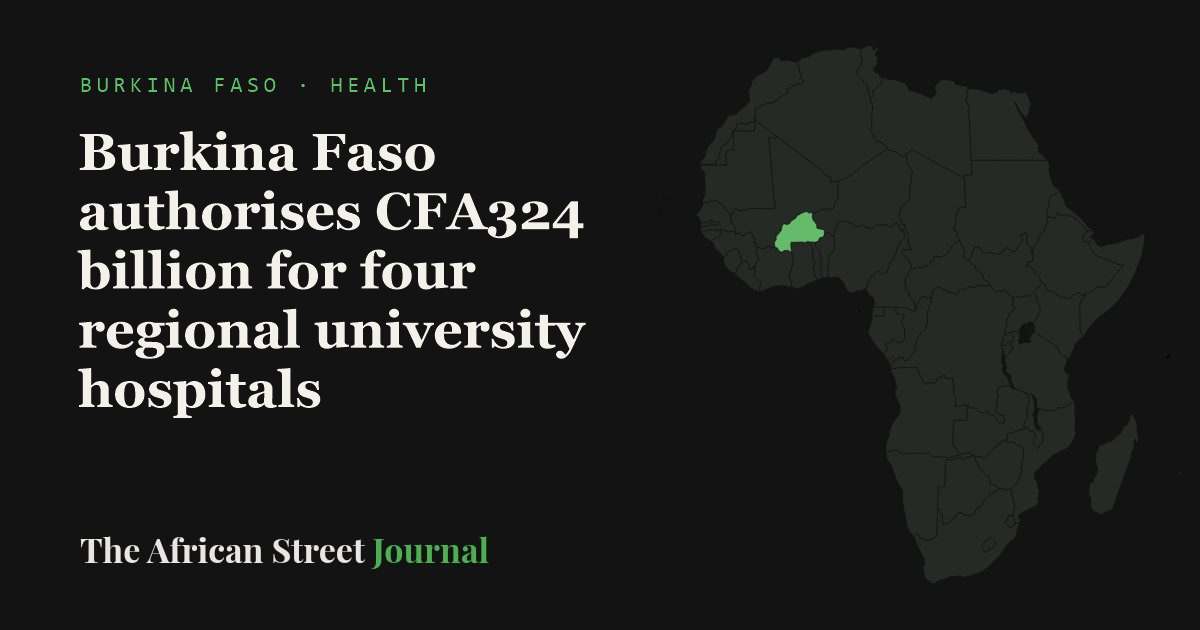 BURKINA FASO · HEALTH
Burkina Faso
authorises CFA324
billion for four
regional university
hospitals
The African Street Journal